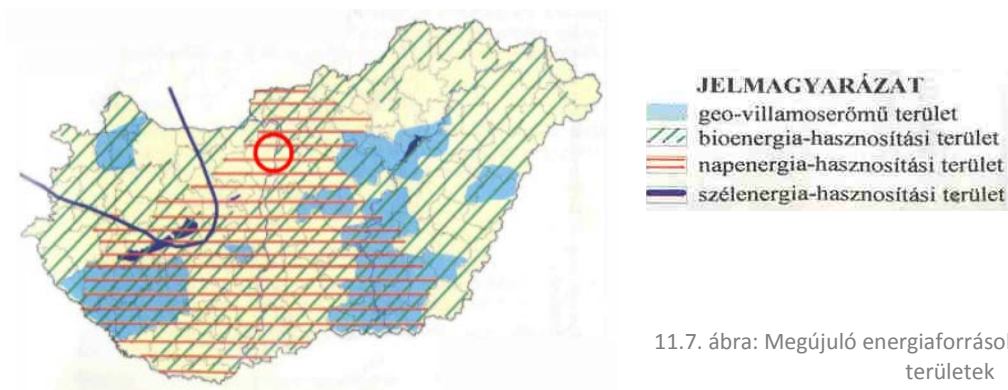 JELMAGYARÁZAT
geo-villamoserőmű terület
bioenergia-hasznosítási terület
napenergia-hasznosítási terület
szélenergia-hasznosítási terület
11.7. ábra: Megújuló energiaforrások
területek